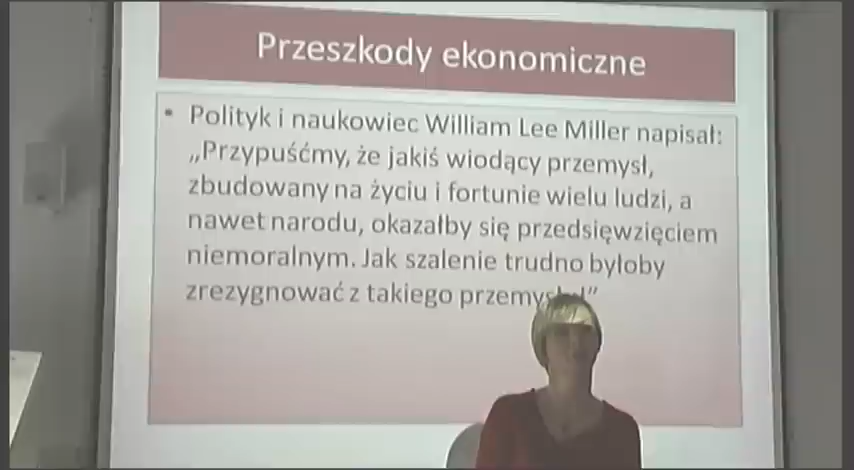 Przeszkody ekonomiczne
• Polityk i naukowiec William Lee Miller napisał:
„Przypuśćmy, że jakiś wiodący przemysł,
zbudowany na życiu i fortunie wielu ludzi, a
nawet narodu, okazałby się przedsięwzięciem
niemoralnym. Jak szalenie trudno byłoby
zrezygnować z takiego